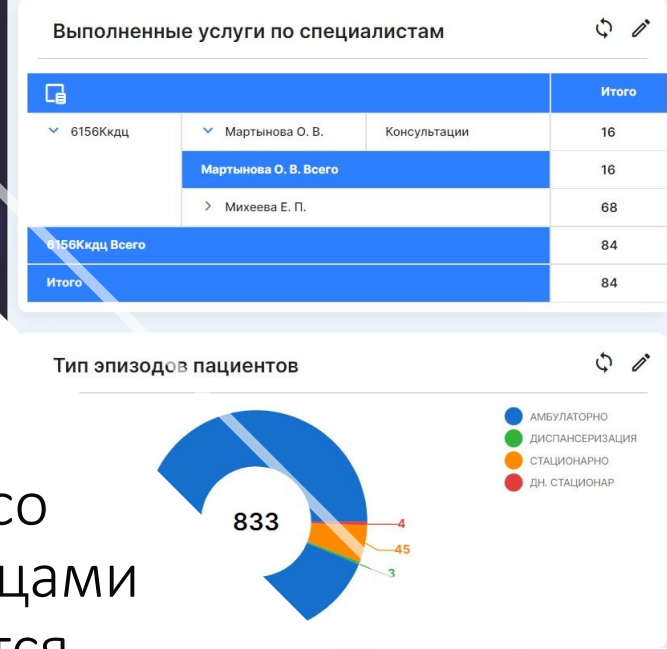 Выполненные услуги по специалистам
Итого
6156Ккдц Мартынова О. В. Консультации 16
Мартынова О. В. Всего 16
Михеева Е. П. 68
6156Ккдц Всего 84
Итого 84
Тип эпизодов пациентов
АМБУЛАТОРНО
ДИСПАНСЕРИЗАЦИЯ
СТАЦИОНАРНО
ДН. СТАЦИОНАР
833
4
45
3
со
цами
тся